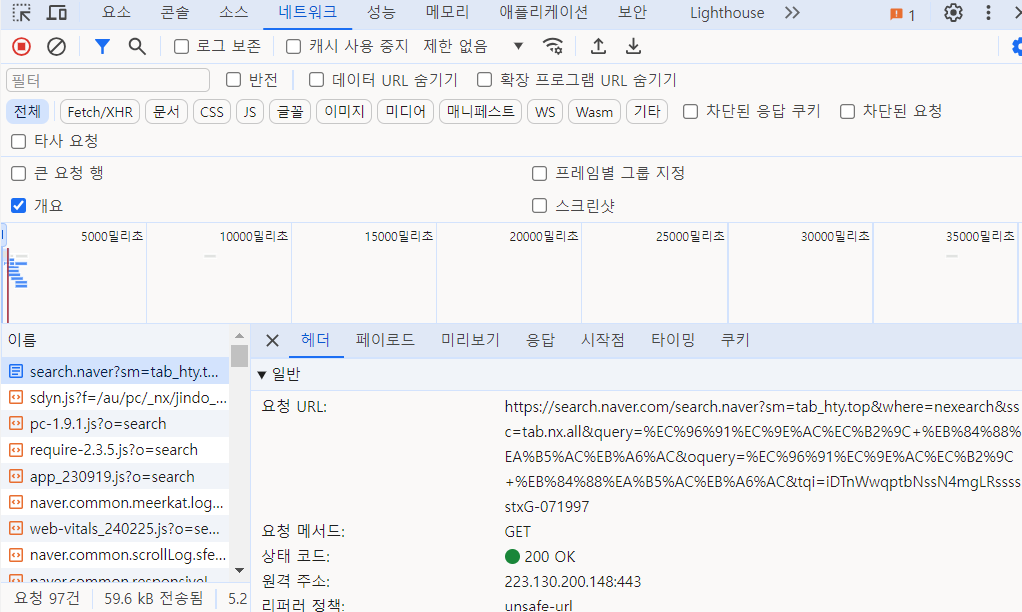 요소 콘솔 소스 네트워크 성능 메모리 애플리케이션 보안 Lighthouse 1
로그 보존 캐시 사용 중지 제한 없음
필터 반전 데이터 URL 숨기기 확장 프로그램 URL 숨기기
전체 Fetch/XHR 문서 CSS JS 글꼴 이미지 미디어 매니페스트 WS Wasm 기타 차단된 응답 쿠키 차단된 요청
타사 요청
큰 요청 행 프레임별 그룹 지정
개요 스크린샷
5000밀리초 10000밀리초 15000밀리초 20000밀리초 25000밀리초 30000밀리초 35000밀리초
이름
search.naver?sm=tab_hty.t...
sdyn.js?f=/au/pc/_nx/jindo_...
pc-1.9.1.js?o=search
require-2.3.5.js?o=search
app_230919.js?o=search
naver.common.meerkat.log...
web-vitals_240225.js?o=se...
naver.common.scrollLog.sfe...
naver.common.responsivel
요청 97건 59.6 kB 전송됨 5.2
헤더 페이로드 미리보기 응답 시작점 타이밍 쿠키
일반
요청 URL: https://search.naver.com/search.naver?sm=tab_hty.top&where=nexearch&ss
c=tab.nx.all&query=%EC%96%91%EC%9E%AC%EC%B2%9C+%EB%84%88%
EA%B5%AC%EB%A6%AC&oquery=%EC%96%91%EC%9E%AC%EC%B2%9C
+%EB%84%88%EA%B5%AC%EB%A6%AC&tqi=iDTnWwqptbNssN4mgLRssss
stxG-071997
요청 메서드: GET
상태 코드: 200 OK
원격 주소: 223.130.200.148:443
리퍼러 정책: unsafe-url